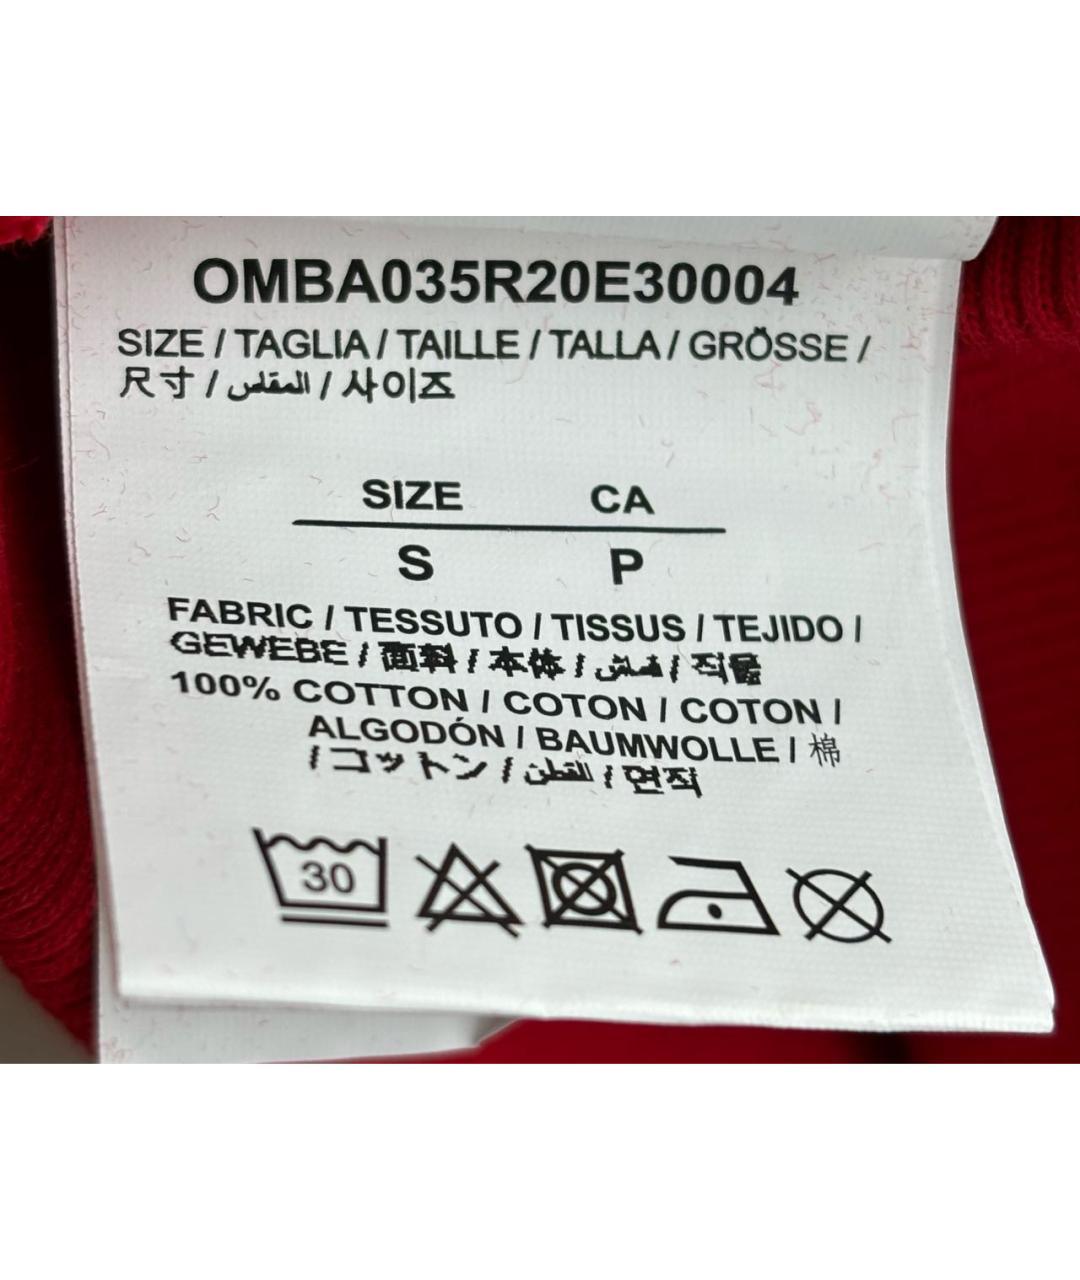 OMBA035R20E30004
SIZE / TAGLIA / TAILLE / TALLA / GRÖSSE /
尺寸 / المقاس / 사이즈
SIZE CA
S P
FABRIC / TESSUTO / TISSUS / TEJIDO /
GEWEBE / 面料 / 本体 / قماش / 직물
100% COTTON / COTON / COTON /
ALGODÓN / BAUMWOLLE / 棉
/ コットン / القطن / 면직
30